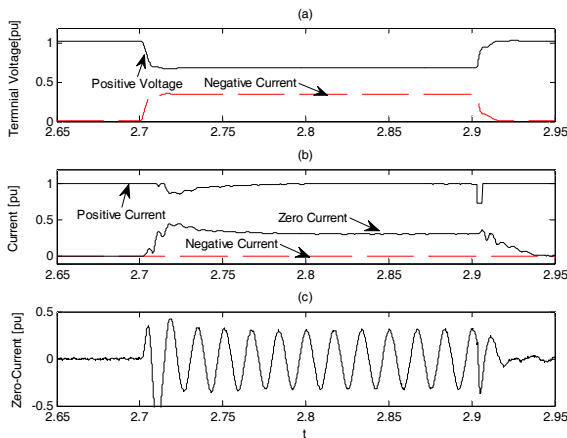 (a)
Termnial Voltage[pu]
1
0.5
0
Positive Voltage
Negative Current
2.65 2.7 2.75 2.8 2.85 2.9 2.95
(b)
Current [pu]
1
0.5
0
Positive Current
Zero Current
Negative Current
2.65 2.7 2.75 2.8 2.85 2.9 2.95
(c)
Zero-Current [pu]
0.5
0
-0.5
2.65 2.7 2.75 2.8 2.85 2.9 2.95
t